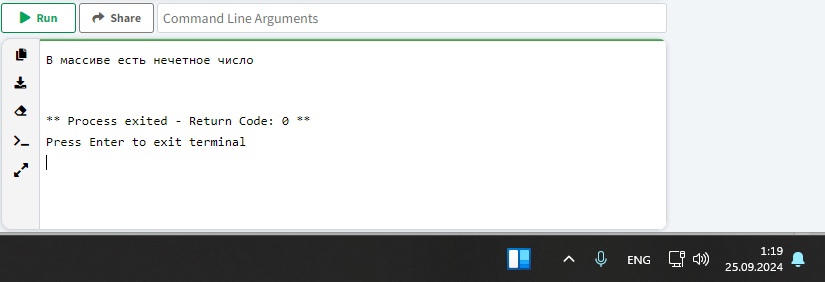 Run
Share
Command Line Arguments
В массиве есть нечетное число
** Process exited - Return Code: 0 **
Press Enter to exit terminal
ENG
1:19
25.09.2024